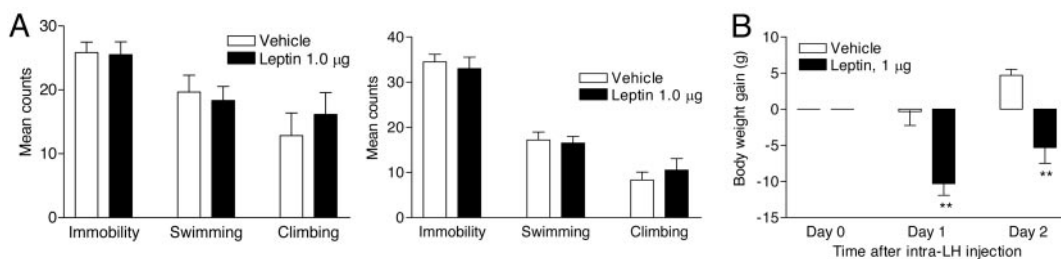 A
Mean counts
30
20
10
0
Vehicle
Leptin 1.0 μg
Immobility
Swimming
Climbing
Mean counts
40
30
20
10
0
Vehicle
Leptin 1.0 μg
Immobility
Swimming
Climbing
B
Body weight gain (g)
10
5
0
-5
-10
-15
Vehicle
Leptin, 1 μg
**
**
Day 0
Day 1
Day 2
Time after intra-LH injection